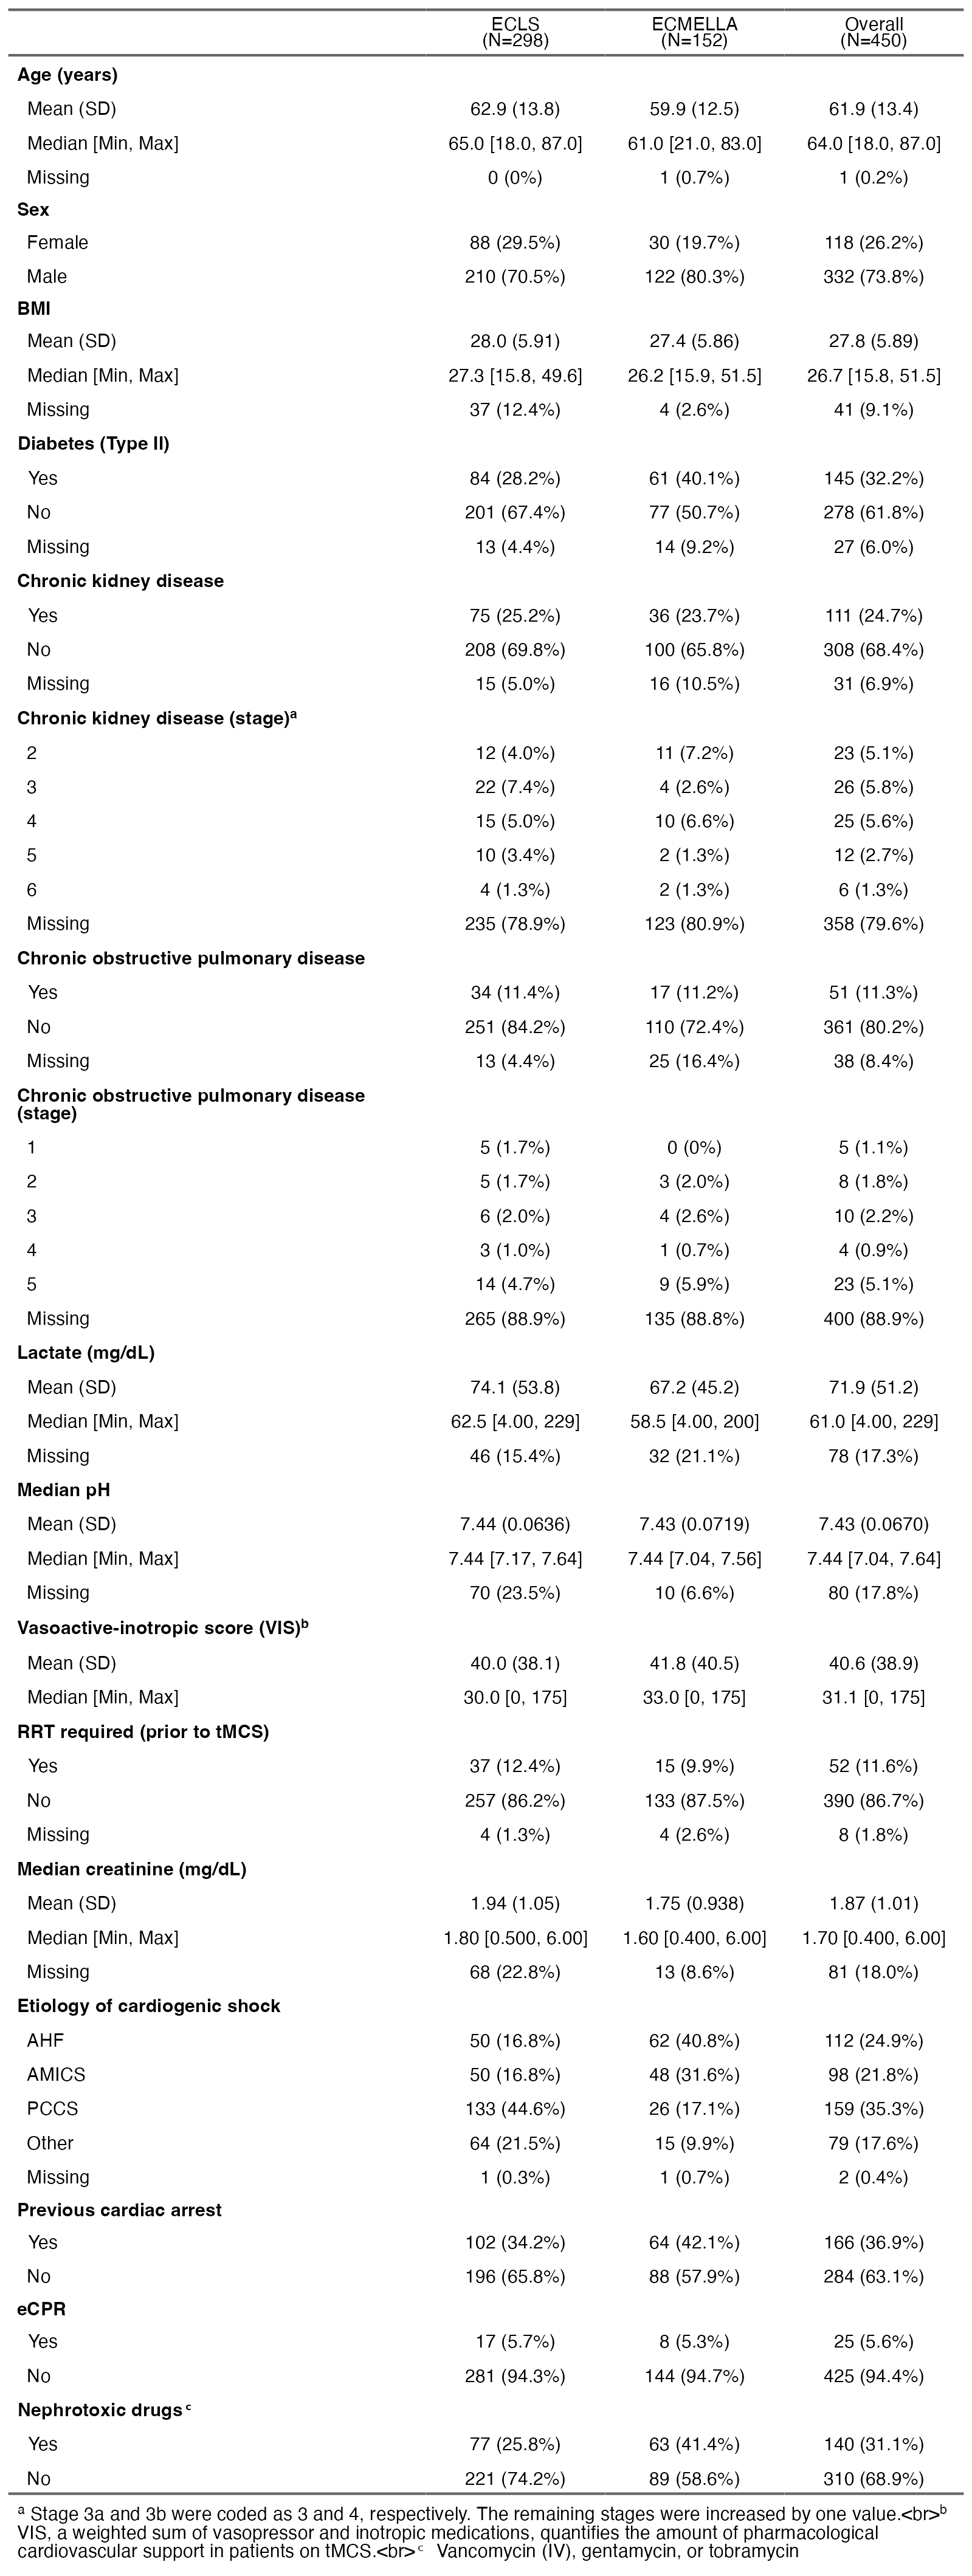 ECLS ECMELLA Overall
(N=298) (N=152) (N=450)
Age (years)
Mean (SD) 62.9 (13.8) 59.9 (12.5) 61.9 (13.4)
Median [Min, Max] 65.0 [18.0, 87.0] 61.0 [21.0, 83.0] 64.0 [18.0, 87.0]
Missing 0 (0%) 1 (0.7%) 1 (0.2%)
Sex
Female 88 (29.5%) 30 (19.7%) 118 (26.2%)
Male 210 (70.5%) 122 (80.3%) 332 (73.8%)
BMI
Mean (SD) 28.0 (5.91) 27.4 (5.86) 27.8 (5.89)
Median [Min, Max] 27.3 [15.8, 49.6] 26.2 [15.9, 51.5] 26.7 [15.8, 51.5]
Missing 37 (12.4%) 4 (2.6%) 41 (9.1%)
Diabetes (Type II)
Yes 84 (28.2%) 61 (40.1%) 145 (32.2%)
No 201 (67.4%) 77 (50.7%) 278 (61.8%)
Missing 13 (4.4%) 14 (9.2%) 27 (6.0%)
Chronic kidney disease
Yes 75 (25.2%) 36 (23.7%) 111 (24.7%)
No 208 (69.8%) 100 (65.8%) 308 (68.4%)
Missing 15 (5.0%) 16 (10.5%) 31 (6.9%)
Chronic kidney disease (stage)a
2 12 (4.0%) 11 (7.2%) 23 (5.1%)
3 22 (7.4%) 4 (2.6%) 26 (5.8%)
4 15 (5.0%) 10 (6.6%) 25 (5.6%)
5 10 (3.4%) 2 (1.3%) 12 (2.7%)
6 4 (1.3%) 2 (1.3%) 6 (1.3%)
Missing 235 (78.9%) 123 (80.9%) 358 (79.6%)
Chronic obstructive pulmonary disease
Yes 34 (11.4%) 17 (11.2%) 51 (11.3%)
No 251 (84.2%) 110 (72.4%) 361 (80.2%)
Missing 13 (4.4%) 25 (16.4%) 38 (8.4%)
Chronic obstructive pulmonary disease
(stage)
1 5 (1.7%) 0 (0%) 5 (1.1%)
2 5 (1.7%) 3 (2.0%) 8 (1.8%)
3 6 (2.0%) 4 (2.6%) 10 (2.2%)
4 3 (1.0%) 1 (0.7%) 4 (0.9%)
5 14 (4.7%) 9 (5.9%) 23 (5.1%)
Missing 265 (88.9%) 135 (88.8%) 400 (88.9%)
Lactate (mg/dL)
Mean (SD) 74.1 (53.8) 67.2 (45.2) 71.9 (51.2)
Median [Min, Max] 62.5 [4.00, 229] 58.5 [4.00, 200] 61.0 [4.00, 229]
Missing 46 (15.4%) 32 (21.1%) 78 (17.3%)
Median pH
Mean (SD) 7.44 (0.0636) 7.43 (0.0719) 7.43 (0.0670)
Median [Min, Max] 7.44 [7.17, 7.64] 7.44 [7.04, 7.56] 7.44 [7.04, 7.64]
Missing 70 (23.5%) 10 (6.6%) 80 (17.8%)
Vasoactive-inotropic score (VIS)b
Mean (SD) 40.0 (38.1) 41.8 (40.5) 40.6 (38.9)
Median [Min, Max] 30.0 [0, 175] 33.0 [0, 175] 31.1 [0, 175]
RRT required (prior to tMCS)
Yes 37 (12.4%) 15 (9.9%) 52 (11.6%)
No 257 (86.2%) 133 (87.5%) 390 (86.7%)
Missing 4 (1.3%) 4 (2.6%) 8 (1.8%)
Median creatinine (mg/dL)
Mean (SD) 1.94 (1.05) 1.75 (0.938) 1.87 (1.01)
Median [Min, Max] 1.80 [0.500, 6.00] 1.60 [0.400, 6.00] 1.70 [0.400, 6.00]
Missing 68 (22.8%) 13 (8.6%) 81 (18.0%)
Etiology of cardiogenic shock
AHF 50 (16.8%) 62 (40.8%) 112 (24.9%)
AMICS 50 (16.8%) 48 (31.6%) 98 (21.8%)
PCCS 133 (44.6%) 26 (17.1%) 159 (35.3%)
Other 64 (21.5%) 15 (9.9%) 79 (17.6%)
Missing 1 (0.3%) 1 (0.7%) 2 (0.4%)
Previous cardiac arrest
Yes 102 (34.2%) 64 (42.1%) 166 (36.9%)
No 196 (65.8%) 88 (57.9%) 284 (63.1%)
eCPR
Yes 17 (5.7%) 8 (5.3%) 25 (5.6%)
No 281 (94.3%) 144 (94.7%) 425 (94.4%)
Nephrotoxic drugs c
Yes 77 (25.8%) 63 (41.4%) 140 (31.1%)
No 221 (74.2%) 89 (58.6%) 310 (68.9%)
a Stage 3a and 3b were coded as 3 and 4, respectively. The remaining stages were increased by one value.<br>b
VIS, a weighted sum of vasopressor and inotropic medications, quantifies the amount of pharmacological
cardiovascular support in patients on tMCS.<br> c Vancomycin (IV), gentamycin, or tobramycin